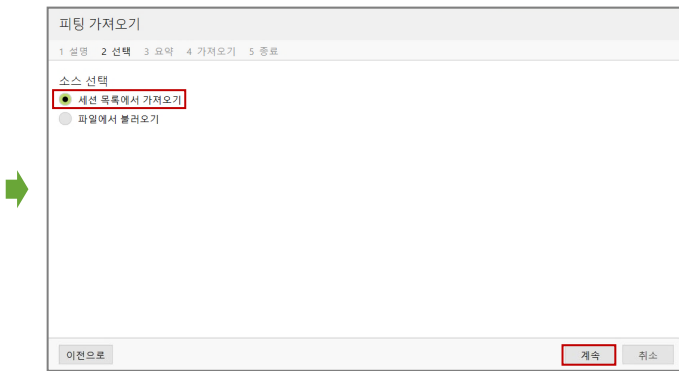 피팅 가져오기
1 설명 2 선택 3 요약 4 가져오기 5 종료
소스 선택
세션 목록에서 가져오기
파일에서 불러오기
이전으로 계속 취소